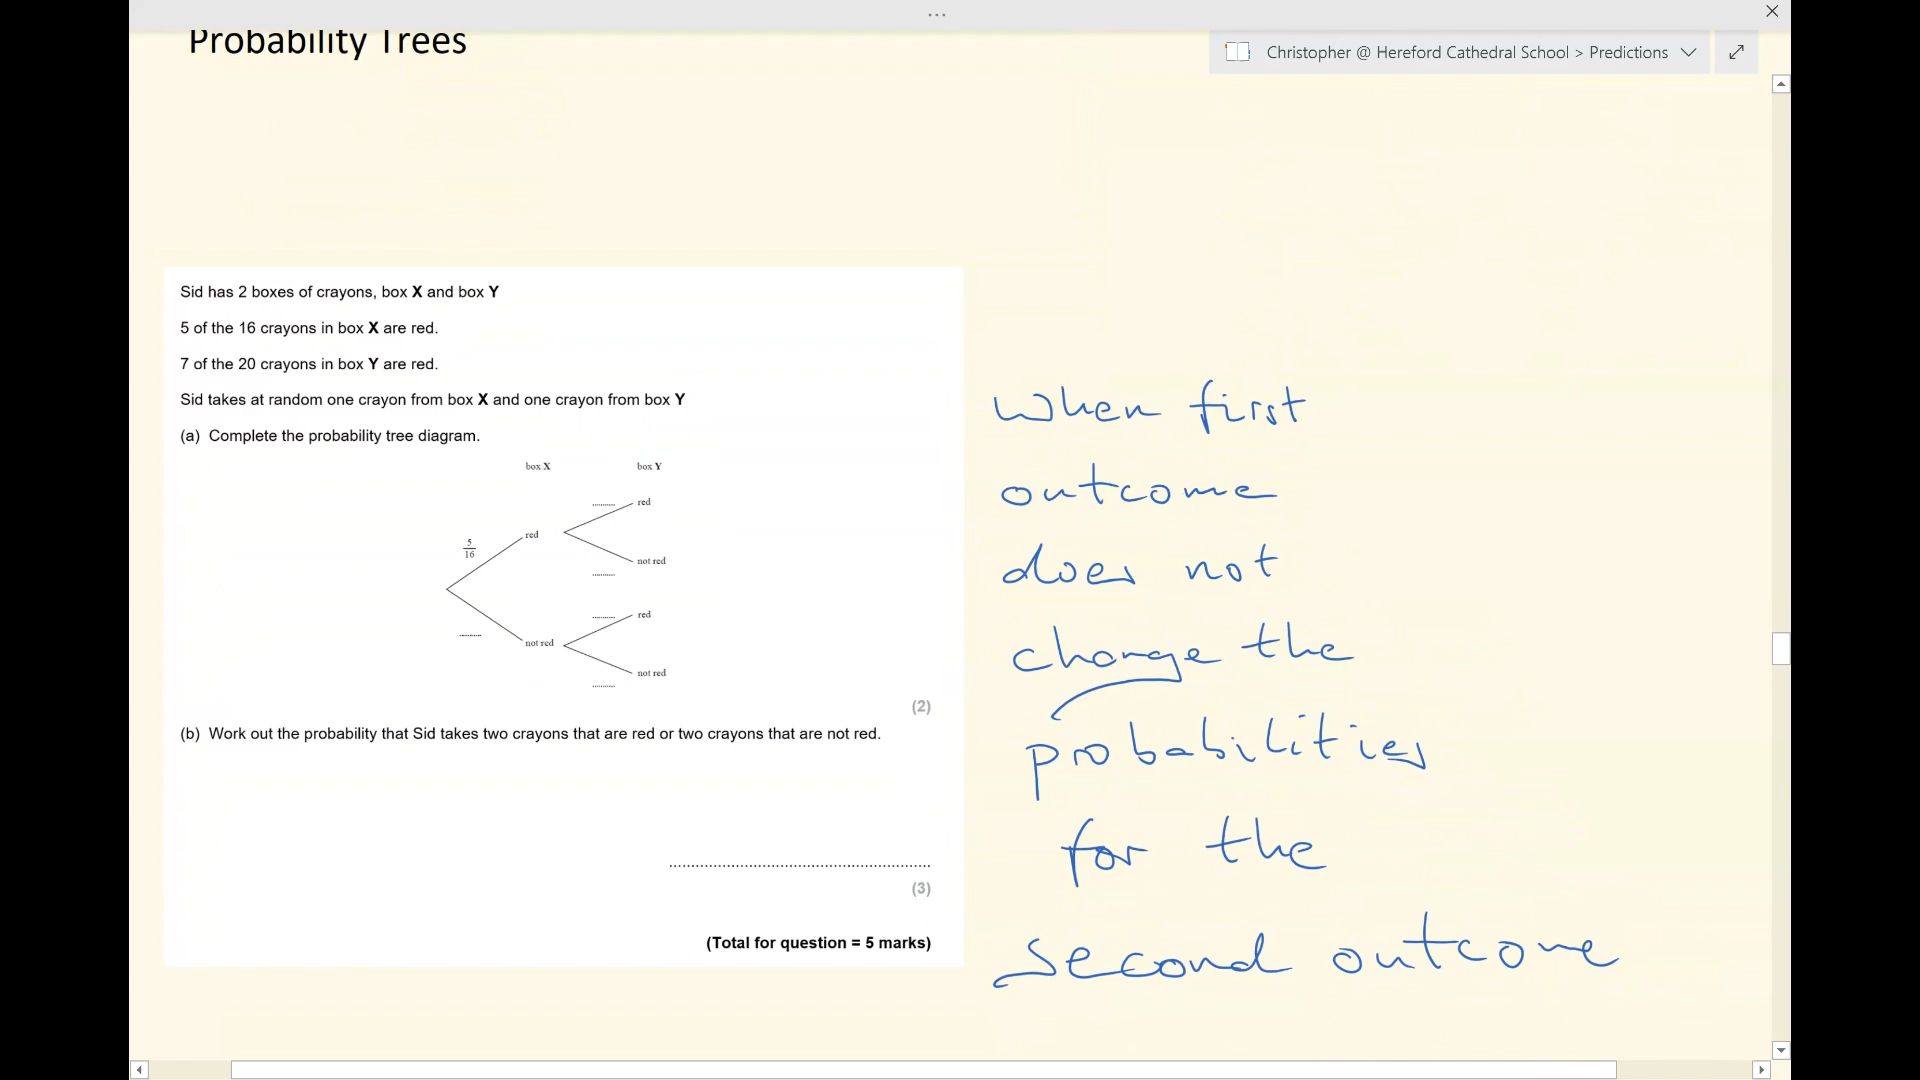 Probability Trees
Christopher @ Hereford Cathedral School > Predictions
Sid has 2 boxes of crayons, box X and box Y
5 of the 16 crayons in box X are red.
7 of the 20 crayons in box Y are red.
Sid takes at random one crayon from box X and one crayon from box Y
(a) Complete the probability tree diagram.
box X box Y
red
5/16 red
not red
red
not red
not red
(2)
(b) Work out the probability that Sid takes two crayons that are red or two crayons that are not red.
(3)
(Total for question = 5 marks)
When first
outcome
does not
change the
probabilities
for the
second outcome